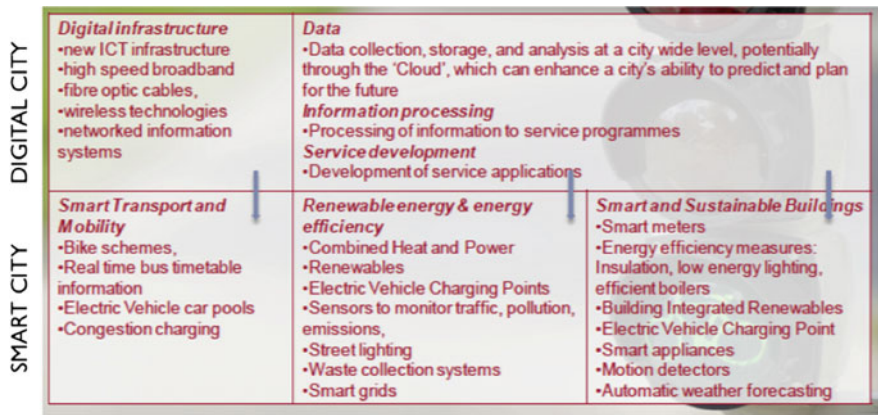 DIGITAL CITY
Digital infrastructure
•new ICT infrastructure
•high speed broadband
•fibre optic cables,
•wireless technologies
•networked information
systems
Data
•Data collection, storage, and analysis at a city wide level, potentially
through the ‘Cloud’, which can enhance a city's ability to predict and plan
for the future
Information processing
•Processing of information to service programmes
Service development
•Development of service applications
SMART CITY
Smart Transport and
Mobility
•Bike schemes,
•Real time bus timetable
information
•Electric Vehicle car pools
•Congestion charging
Renewable energy & energy
efficiency
•Combined Heat and Power
•Renewables
•Electric Vehicle Charging Points
•Sensors to monitor traffic, pollution,
emissions,
•Street lighting
•Waste collection systems
•Smart grids
Smart and Sustainable Buildings
•Smart meters
•Energy efficiency measures:
Insulation, low energy lighting,
efficient boilers
•Building Integrated Renewables
•Electric Vehicle Charging Point
•Smart appliances
•Motion detectors
•Automatic weather forecasting